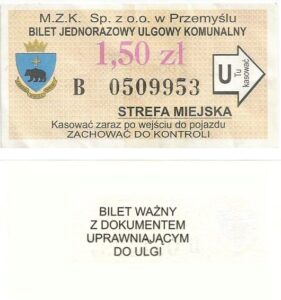 M.Z.K. Sp. z o.o. w Przemyślu
BILET JEDNORAZOWY ULGOWY KOMUNALNY
1,50 zł
B 0509953
U
Tu kasować
STREFA MIEJSKA
Kasować zaraz po wejściu do pojazdu
ZACHOWAĆ DO KONTROLI
BILET WAŻNY
Z DOKUMENTEM
UPRAWNIAJĄCYM
DO ULGI